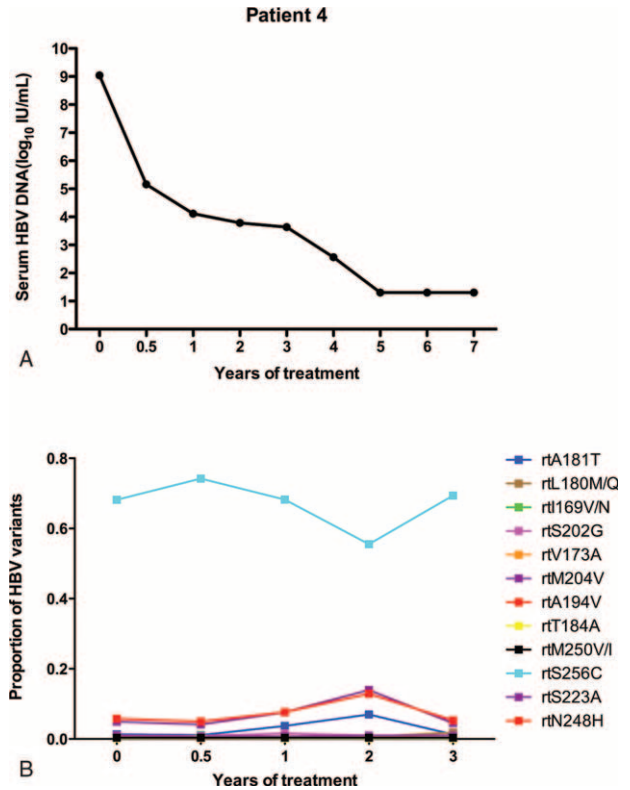 Patient 4
Serum HBV DNA(log10 IU/mL)
10
9
8
7
6
5
4
3
2
1
0
0 0.5 1 2 3 4 5 6 7
Years of treatment
A
Proportion of HBV variants
0.8
0.6
0.4
0.2
0.0
0 0.5 1 2 3
Years of treatment
B
rtA181T
rtL180M/Q
rtI169V/N
rtS202G
rtV173A
rtM204V
rtA194V
rtT184A
rtM250V/I
rtS256C
rtS223A
rtN248H